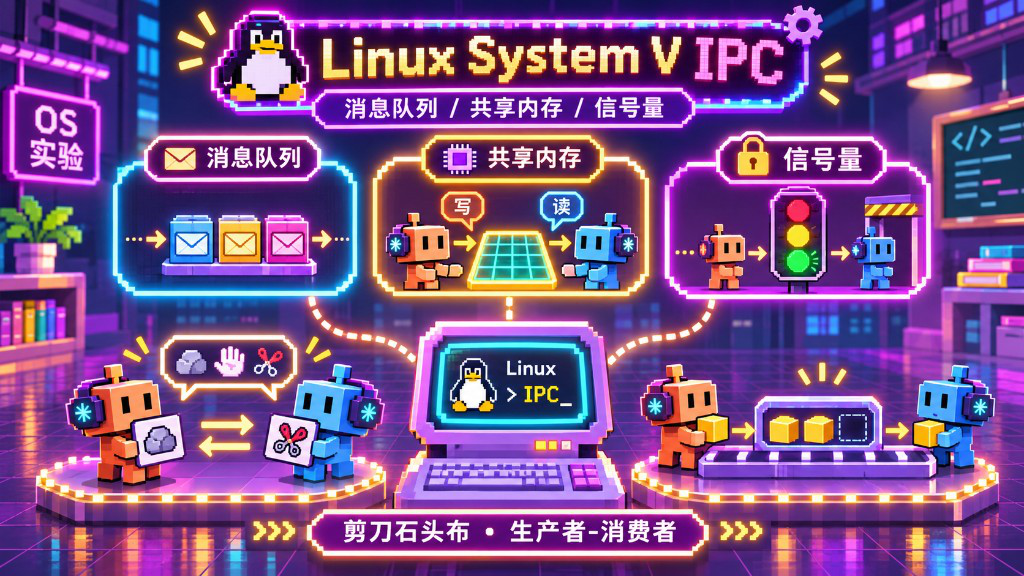 Linux System V IPC
消息队列 / 共享内存 / 信号量
OS
实验
消息队列
共享内存
信号量
写
读
</>
Linux
> IPC_
剪刀石头布 • 生产者-消费者